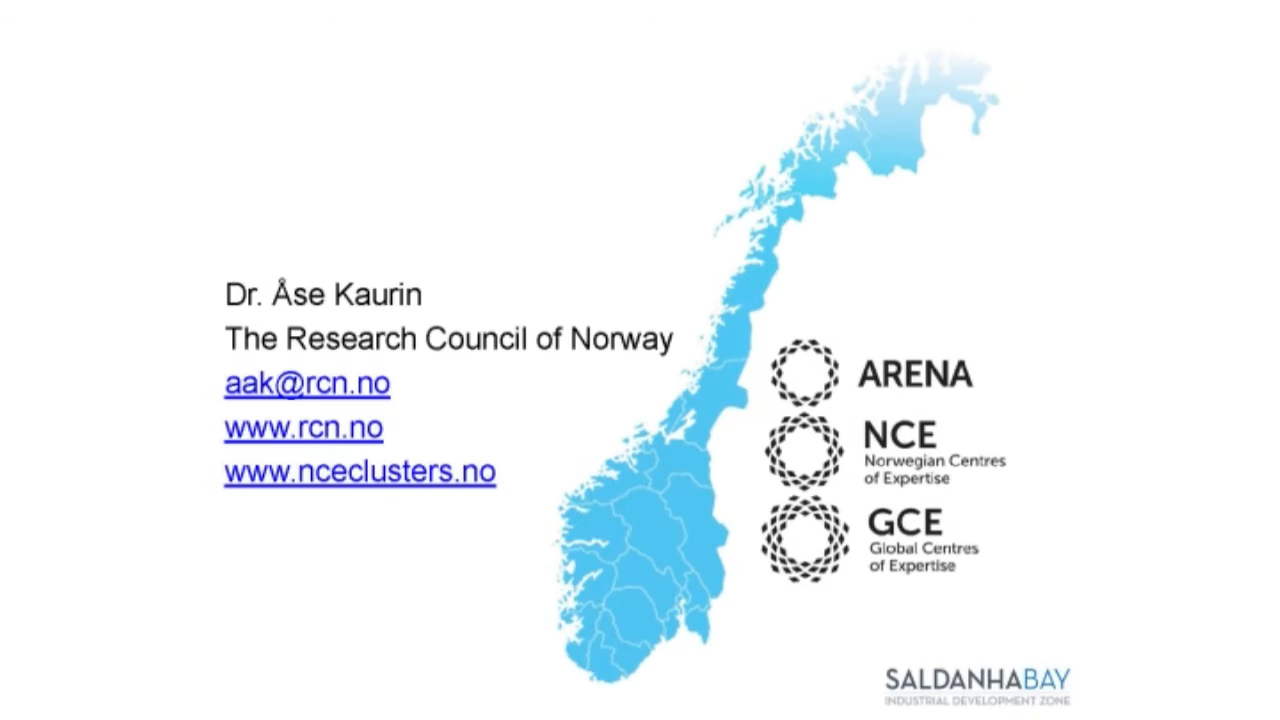 Dr. Åse Kaurin
The Research Council of Norway
aak@rcn.no
www.rcn.no
www.nceclusters.no
ARENA
NCE
Norwegian Centres
of Expertise
GCE
Global Centres
of Expertise
SALDANHABAY
INDUSTRIAL DEVELOPMENT ZONE